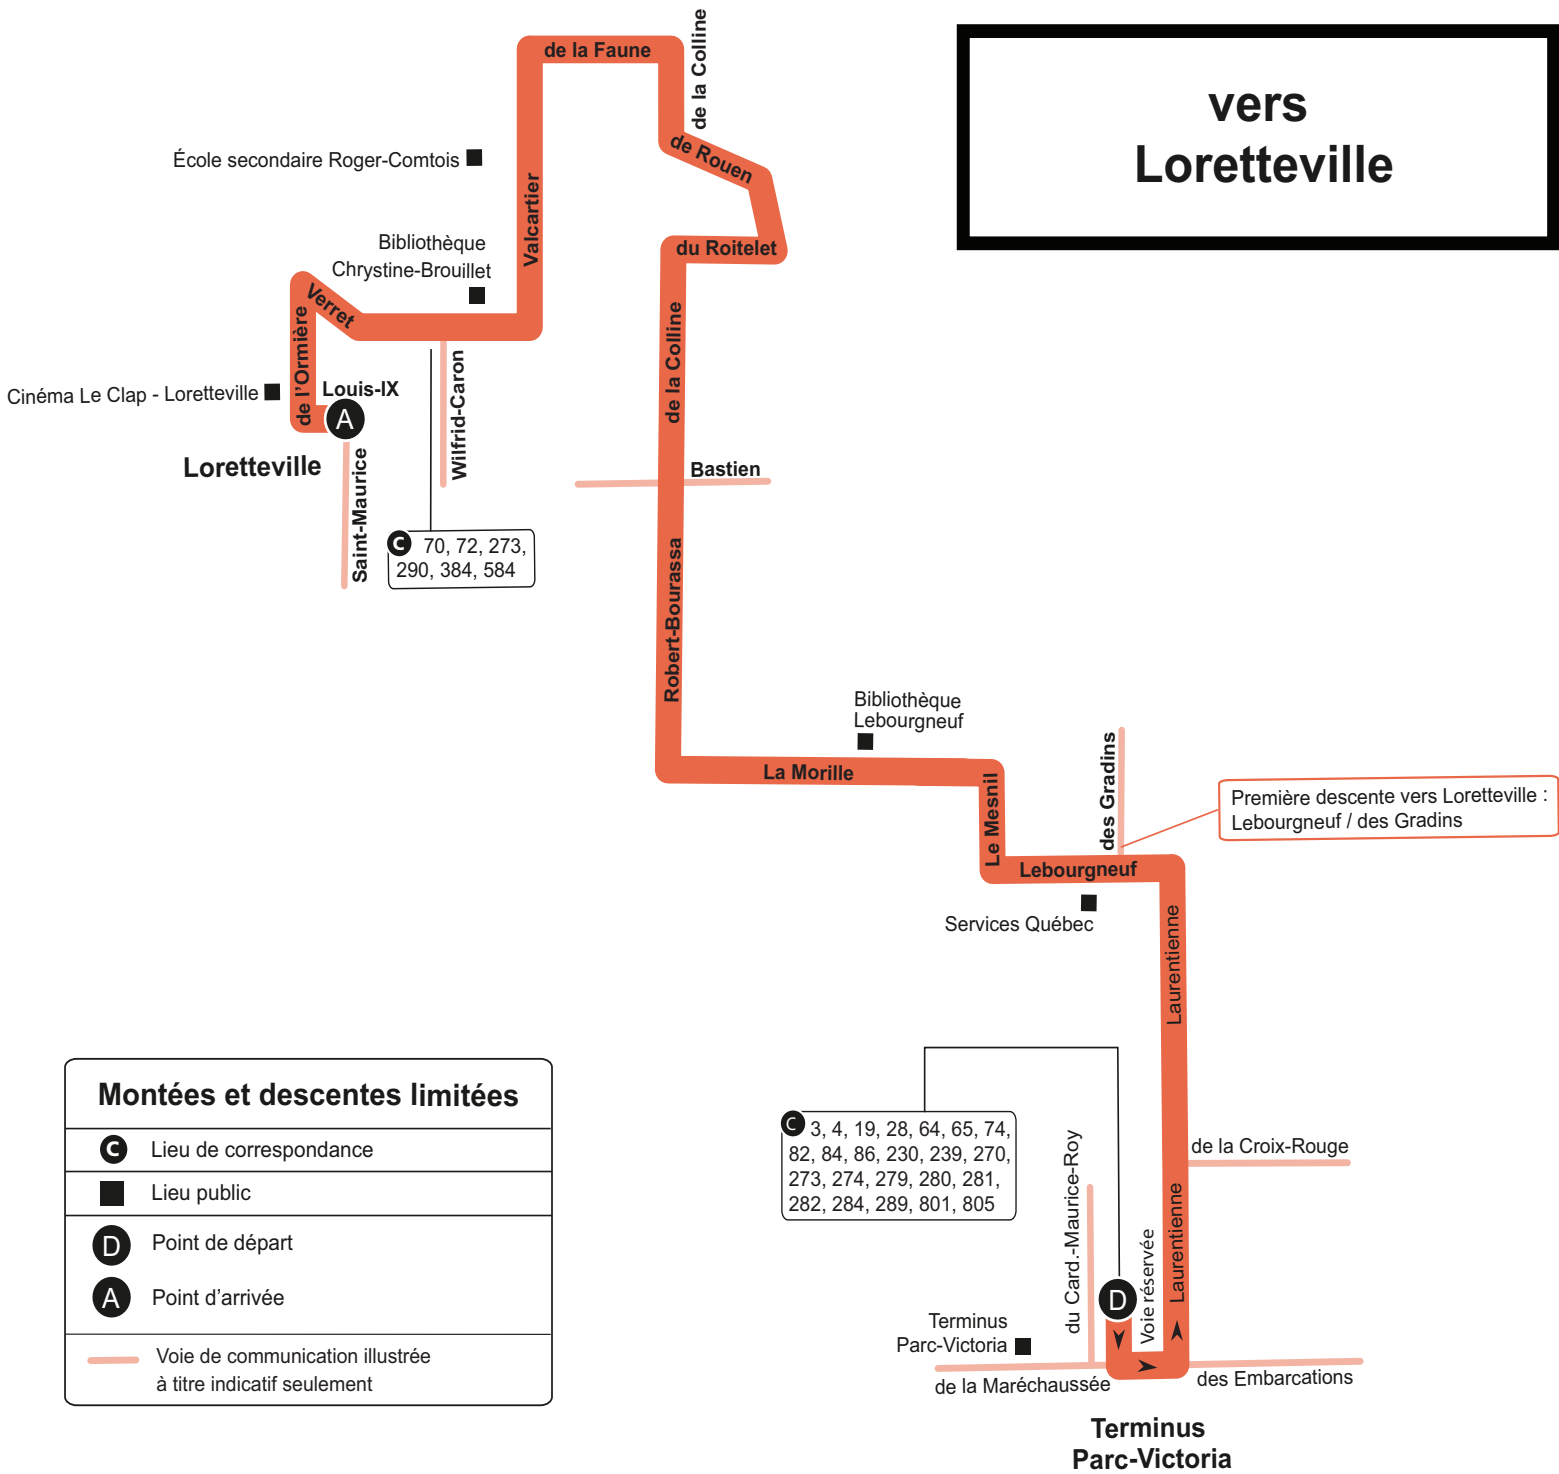 vers
Loretteville
de la Faune
de la Colline
de Rouen
École secondaire Roger-Comtois
Valcartier
du Roitelet
Bibliothèque
Chrystine-Brouillet
Verret
de l'Ormière
Cinéma Le Clap - Loretteville
Louis-IX
A
Loretteville
Saint-Maurice
Wilfrid-Caron
de la Colline
Bastien
C 70, 72, 273,
290, 384, 584
Robert-Bourassa
Bibliothèque
Lebourgneuf
La Morille
Le Mesnil
des Gradins
Première descente vers Loretteville :
Lebourgneuf / des Gradins
Lebourgneuf
Services Québec
Laurentienne
Montées et descentes limitées
C Lieu de correspondance
Lieu public
D Point de départ
A Point d'arrivée
Voie de communication illustrée
à titre indicatif seulement
C 3, 4, 19, 28, 64, 65, 74,
82, 84, 86, 230, 239, 270,
273, 274, 279, 280, 281,
282, 284, 289, 801, 805
du Card.-Maurice-Roy
de la Croix-Rouge
Laurentienne
Voie réservée
D
Terminus
Parc-Victoria
de la Maréchaussée
des Embarcations
Terminus
Parc-Victoria